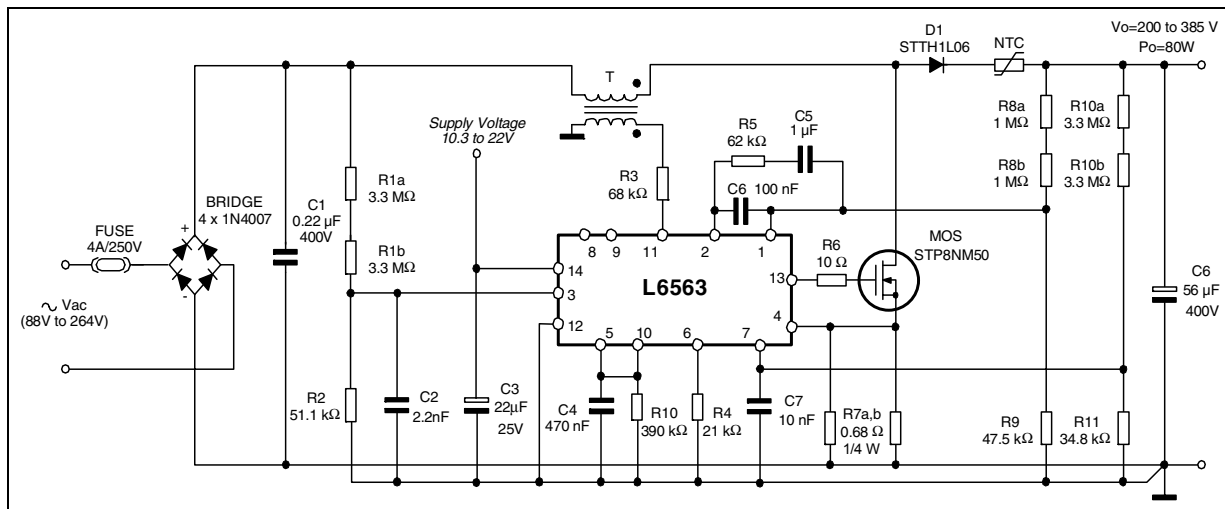 D1
STTH1L06
NTC
Vo=200 to 385 V
Po=80W
T
Supply Voltage
10.3 to 22V
R5
62 kΩ
C5
1 µF
R8a
1 MΩ
R10a
3.3 MΩ
R8b
1 MΩ
R10b
3.3 MΩ
R3
68 kΩ
C6 100 nF
R1a
3.3 MΩ
R1b
3.3 MΩ
BRIDGE
4 x 1N4007
FUSE
4A/250V
+
-
C1
0.22 µF
400V
~ Vac
(88V to 264V)
8
9
11
2
1
14
3
12
L6563
13
4
5
10
6
7
R6
10 Ω
MOS
STP8NM50
C6
56 µF
400V
R2
51.1 kΩ
C2
2.2nF
C3
22µF
25V
C4
470 nF
R10
390 kΩ
R4
21 kΩ
C7
10 nF
R7a,b
0.68 Ω
1/4 W
R9
47.5 kΩ
R11
34.8 kΩ